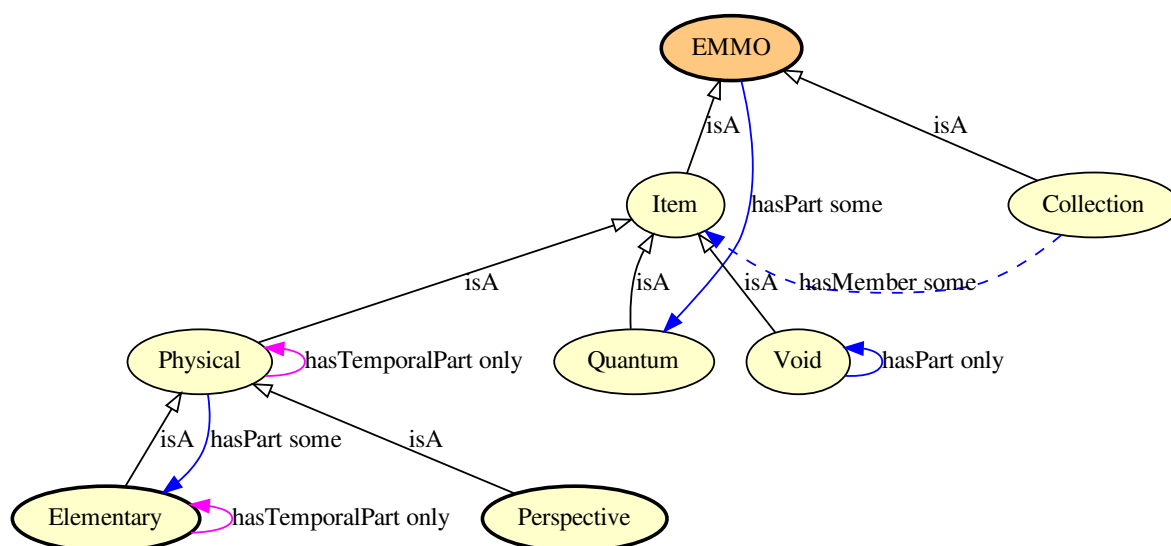 EMMO
isA
isA
Item
hasPart some
Collection
isA
isA
isA
hasMember some
Physical
hasTemporalPart only
Quantum
Void
hasPart only
isA
hasPart some
isA
Elementary
hasTemporalPart only
Perspective